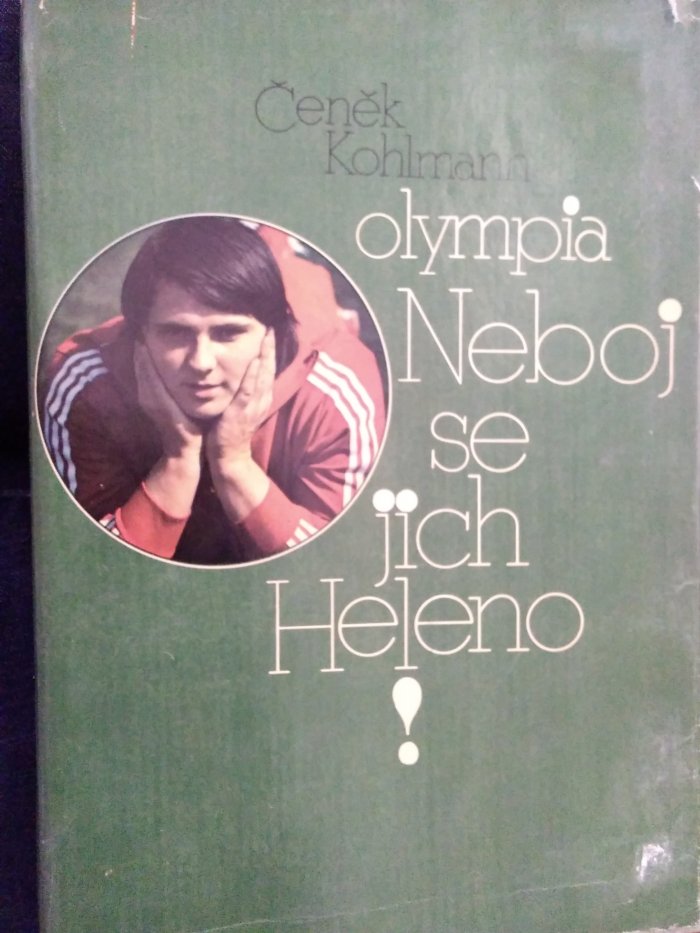 Čeněk
Kohlmann
olympia
Neboj
se
jich
Heleno
!